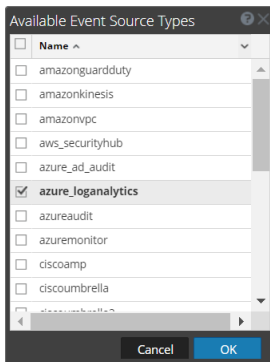 Available Event Source Types
Name
amazonguardduty
amazonkinesis
amazonvpc
aws_securityhub
azure_ad_audit
azure_loganalytics
azureaudit
azuremonitor
ciscoamp
ciscoumbrella
Cancel OK